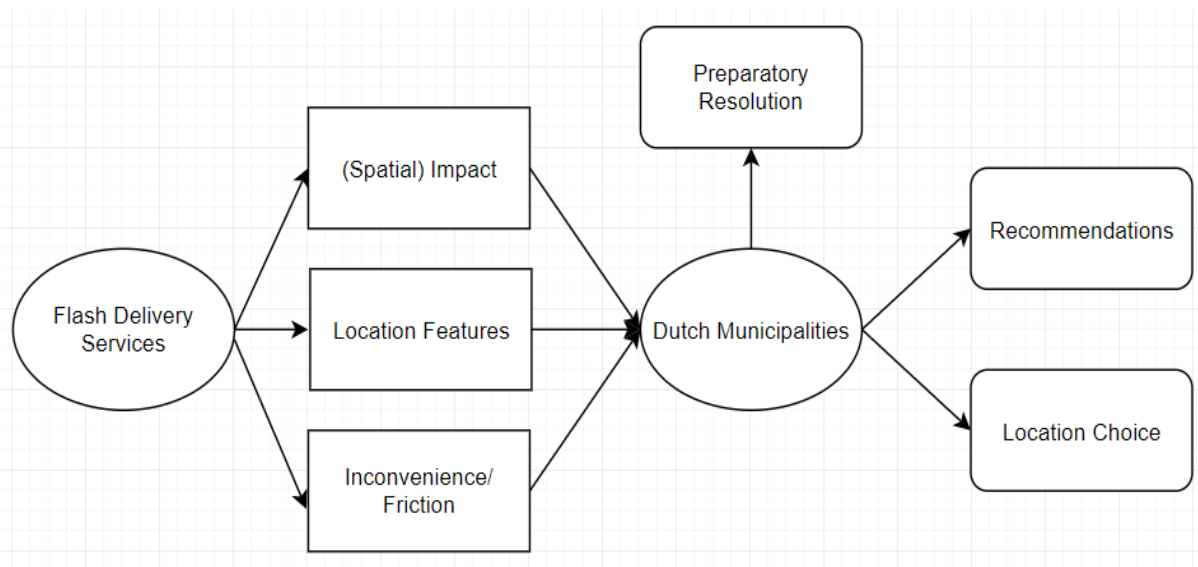 Preparatory
Resolution
(Spatial) Impact
Recommendations
Flash Delivery
Services
Location Features
Dutch Municipalities
Location Choice
Inconvenience/
Friction